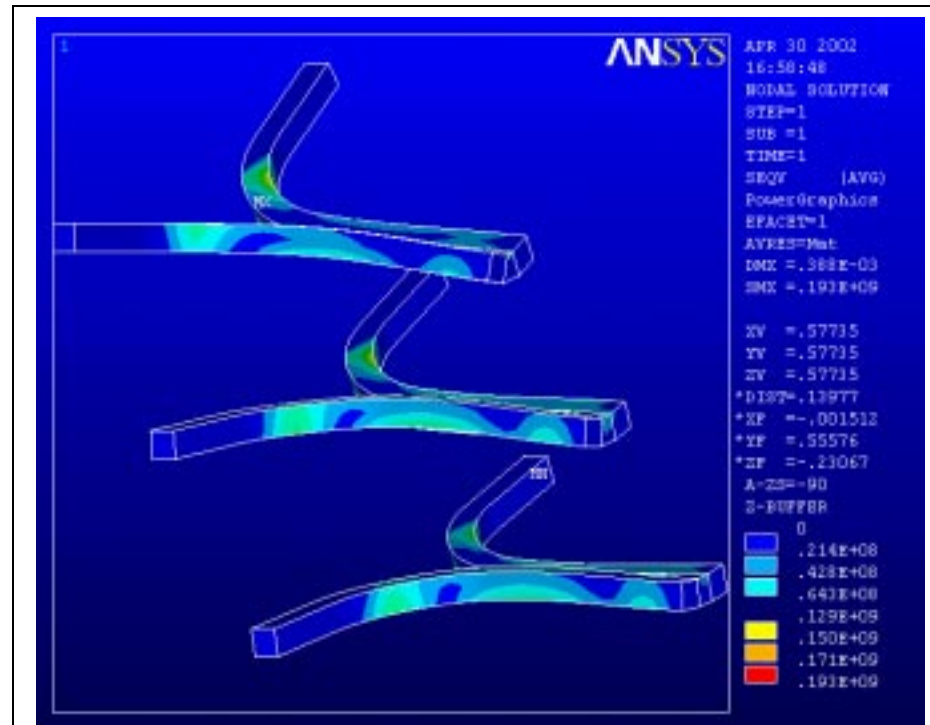 1
ANSYS
APR 30 2002
16:58:48
NODAL SOLUTION
STEP=1
SUB =1
TIME=1
SEQV (AVG)
PowerGraphics
EFACET=1
AVRES=Mat
DMX =.388E-03
SMX =.193E+09
XV =.57735
YV =.57735
ZV =.57735
*DIST=.13977
*XF =-.001512
*YF =.55576
*ZF =-.23067
A-ZS=-90
Z-BUFFER
0
.214E+08
.428E+08
.643E+08
.129E+09
.150E+09
.171E+09
.193E+09
MX
MN